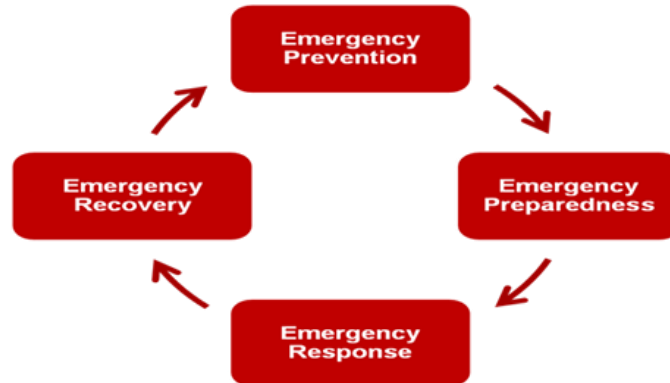 Emergency
Prevention
Emergency
Preparedness
Emergency
Response
Emergency
Recovery